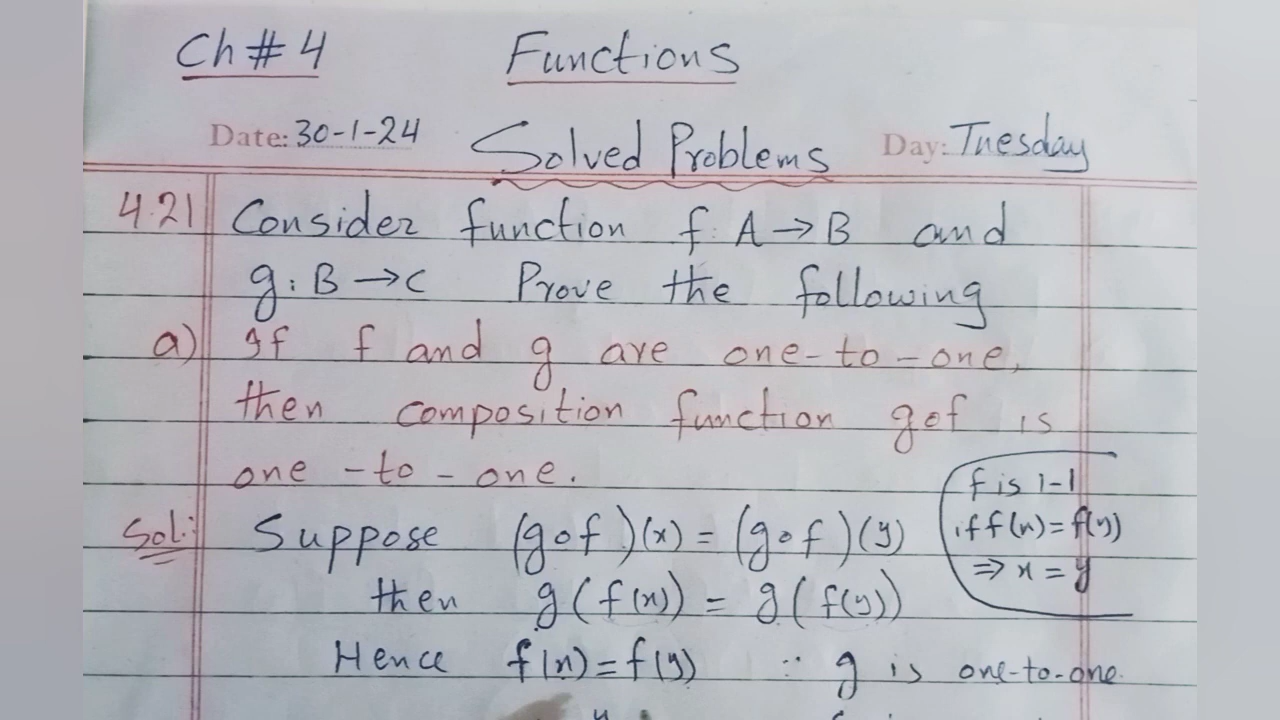 Ch # 4 Functions
Date: 30-1-24 Solved Problems Day: Tuesday
4.21 Consider function f: A → B and
g: B → C Prove the following
a) If f and g are one-to-one,
then composition function gof is
one-to-one.
f is 1-1
if f(x) = f(y)
⇒ x = y
Sol: Suppose (gof)(x) = (gof)(y)
then g(f(x)) = g(f(y))
Hence f(x) = f(y) ∵ g is one-to-one.